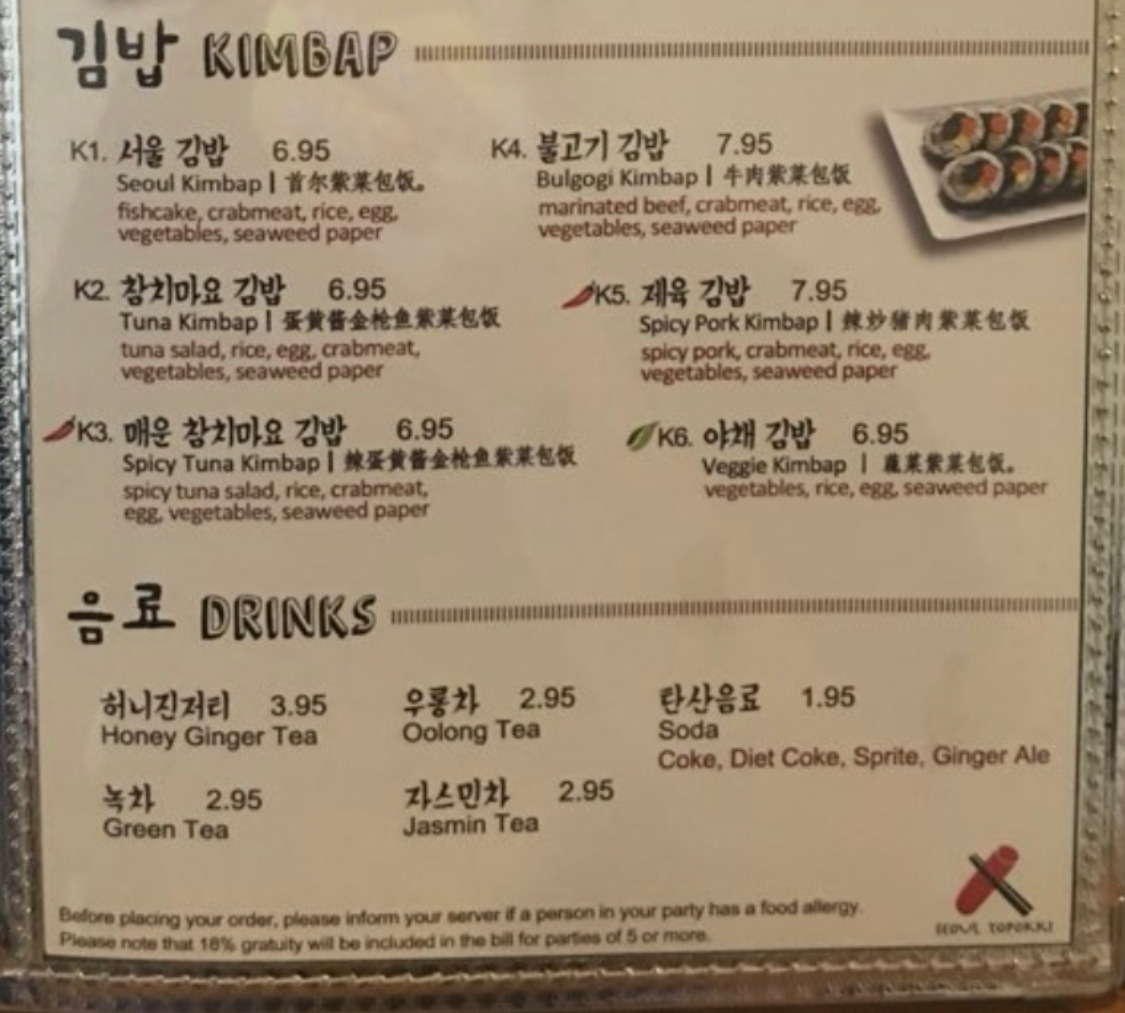 김밥 KIMBAP
K1. 서울 김밥 6.95
Seoul Kimbap | 首尔紫菜包饭。
fishcake, crabmeat, rice, egg,
vegetables, seaweed paper
K4. 불고기 김밥 7.95
Bulgogi Kimbap | 牛肉紫菜包饭
marinated beef, crabmeat, rice, egg,
vegetables, seaweed paper
K2. 참치마요 김밥 6.95
Tuna Kimbap | 蛋黄酱金枪鱼紫菜包饭
tuna salad, rice, egg, crabmeat,
vegetables, seaweed paper
K5. 제육 김밥 7.95
Spicy Pork Kimbap | 辣炒猪肉紫菜包饭
spicy pork, crabmeat, rice, egg,
vegetables, seaweed paper
K3. 매운 참치마요 김밥 6.95
Spicy Tuna Kimbap | 辣蛋黄酱金枪鱼紫菜包饭
spicy tuna salad, rice, crabmeat,
egg, vegetables, seaweed paper
K6. 야채 김밥 6.95
Veggie Kimbap | 蔬菜紫菜包饭。
vegetables, rice, egg, seaweed paper
음료 DRINKS
허니진저티 3.95
Honey Ginger Tea
우롱차 2.95
Oolong Tea
탄산음료 1.95
Soda
Coke, Diet Coke, Sprite, Ginger Ale
녹차 2.95
Green Tea
자스민차 2.95
Jasmin Tea
Before placing your order, please inform your server if a person in your party has a food allergy.
Please note that 18% gratuity will be included in the bill for parties of 5 or more.
SEOUL TOPOKKI